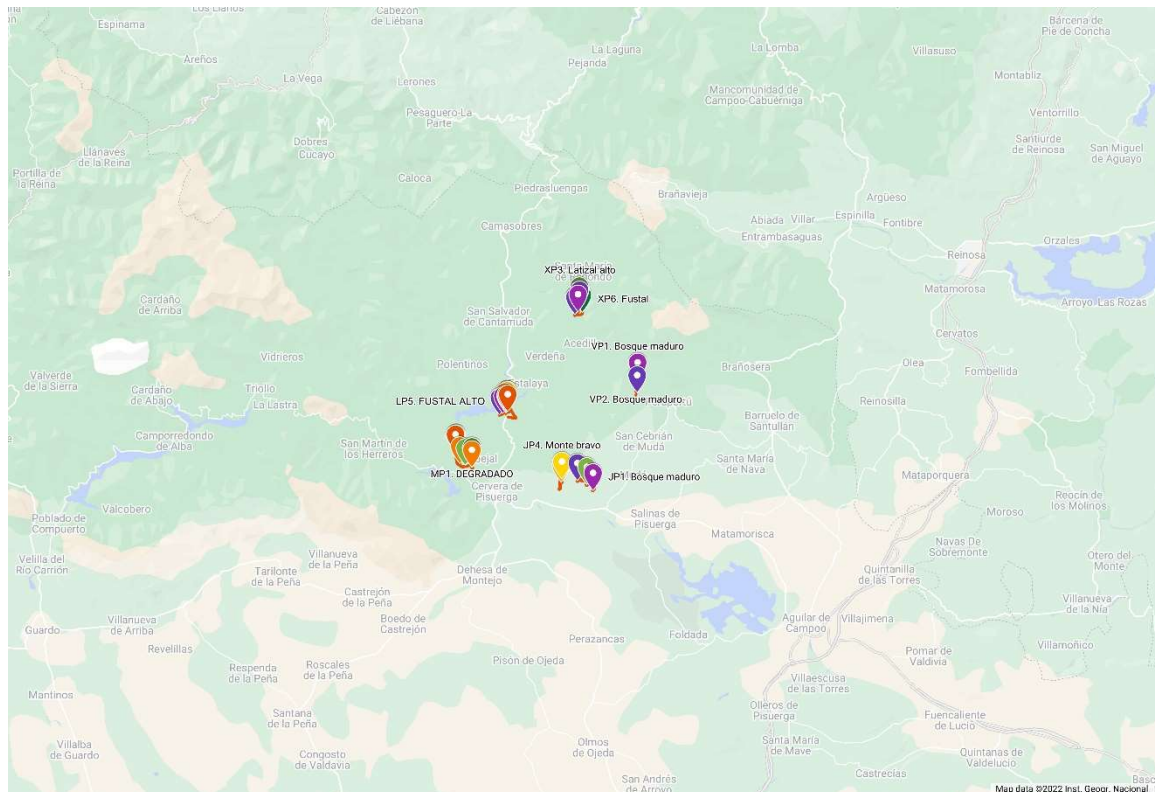 Espinama
Cabezón
de Liébana
Areños
La Vega
Lerones
La Laguna
Pejanda
La Lomba
Villasuso
Bárcena de
Pie de Concha
Montabliz
Mancomunidad de
Campoo-Cabuérniga
Ventorrillo
Pesaguero-La
Parte
Dobres
Cucayo
Santiurde
de Reinosa
San Miguel
de Aguayo
Llánaves
de la Reina
Portilla de
la Reina
Caloca
Piedrasluengas
Brañavieja
Argüeso
Abiada
Villar
Espinilla
Fontibre
Camasobres
Entrambasaguas
Orzales
Reinosa
XP3. Latizal alto
Matamorosa
Arroyo-Las Rozas
Cardaño
de Arriba
XP6. Fustal
San Salvador
de Cantamuda
Cervatos
VP1. Bosque maduro
Vidrieros
Verdeña
Polentinos
Olea
Brañosera
Fombellida
Valverde
de la Sierra
Cardaño
de Abajo
Triollo
La Lastra
LP5. FUSTAL ALTO
VP2. Bosque maduro
Reinosilla
Barruelo de
Santullán
Camporredondo
de Alba
San Martín de
los Herreros
JP4. Monte bravo
San Cebrián
de Mudá
Santa María
de Nava
MP1. DEGRADADO
JP1. Bosque maduro
Mataporquera
Cervera de
Pisuerga
Valcobero
Reocín de
los Molinos
Poblado de
Compuerto
Salinas de
Pisuerga
Moroso
Matamorisca
Navas De
Sobremonte
Velilla del
Río Carrión
Villanueva
de la Peña
Otero del
Monte
Tarilonte
de la Peña
Dehesa de
Montejo
Quintanilla
de las Torres
Castrejón
de la Peña
Villanueva
de la Nía
Guardo
Villanueva
de Arriba
Boedo de
Castrejón
Aguilar de
Campoo
Villajimena
Foldada
Perazancas
Revelillas
Villamoñico
Respenda
de la Peña
Roscales
de la Peña
Pisón de Ojeda
Pomar de
Valdivia
Mantinos
Villaescusa
de las Torres
Santana
de la Peña
Olleros de
Pisuerga
Fuencaliente
de Lucio
Villalba
de Guardo
Olmos
de Ojeda
Santa María
de Mave
Congosto
de Valdavia
Quintanas de
Valdelucio
Castrecías
San Andrés
de Arroyo
Map data ©2022 Inst. Geogr. Nacional